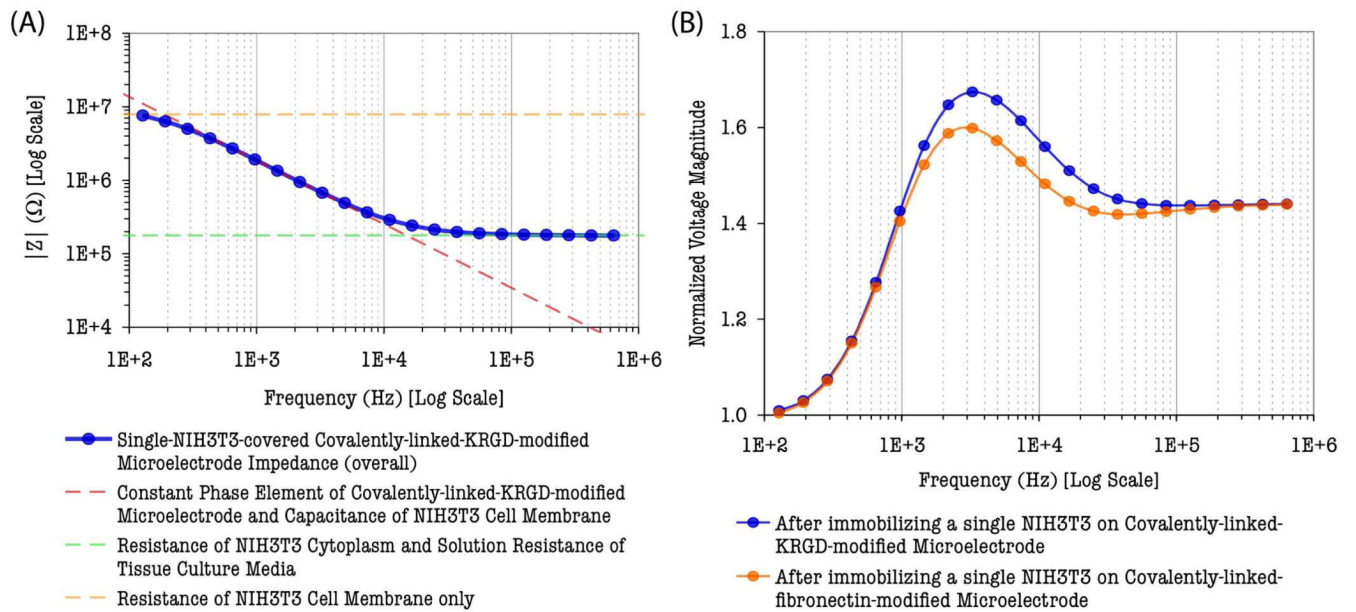 (A)
1E+8
1E+7
1E+6
1E+5
1E+4
|Z| (Ω) [Log Scale]
1E+2
1E+3
1E+4
1E+5
1E+6
Frequency (Hz) [Log Scale]
Single-NIH3T3-covered Covalently-linked-KRGD-modified
Microelectrode Impedance (overall)
Constant Phase Element of Covalently-linked-KRGD-modified
Microelectrode and Capacitance of NIH3T3 Cell Membrane
Resistance of NIH3T3 Cytoplasm and Solution Resistance of
Tissue Culture Media
Resistance of NIH3T3 Cell Membrane only
(B)
1.8
1.6
1.4
1.2
1.0
Normalized Voltage Magnitude
1E+2
1E+3
1E+4
1E+5
1E+6
Frequency (Hz) [Log Scale]
After immobilizing a single NIH3T3 on Covalently-linked-
KRGD-modified Microelectrode
After immobilizing a single NIH3T3 on Covalently-linked-
fibronectin-modified Microelectrode